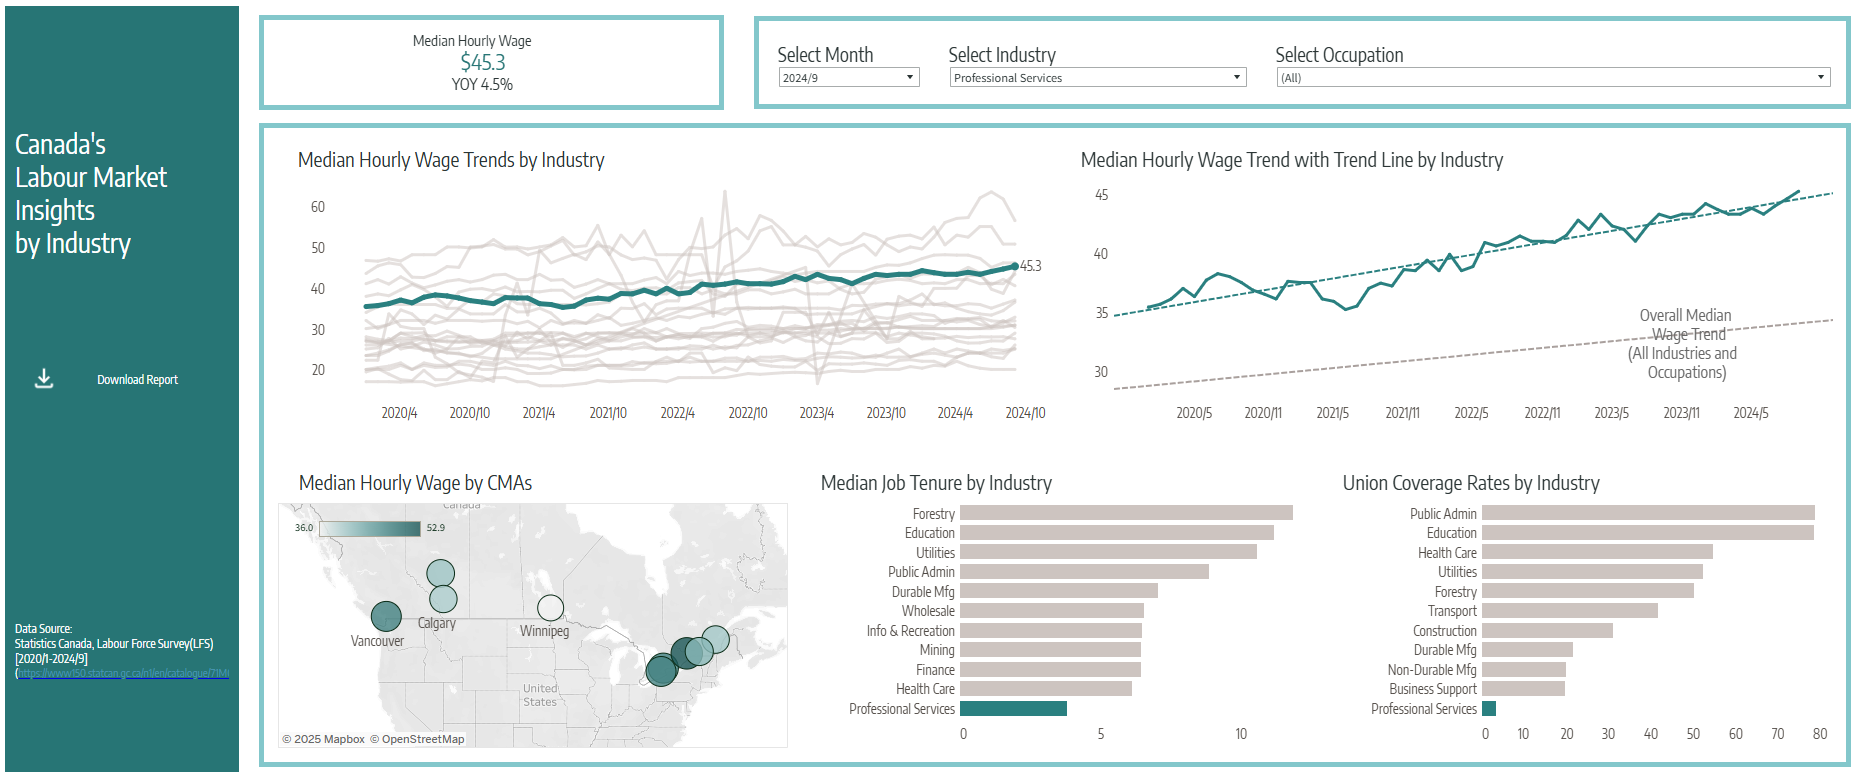 Canada's
Labour Market
Insights
by Industry
Download Report
Data Source:
Statistics Canada, Labour Force Survey(LFS)
[2020/1-2024/9]
Median Hourly Wage
$45.3
YOY 4.5%
Select Month
2024/9
Select Industry
Professional Services
Select Occupation
(All)
Median Hourly Wage Trends by Industry
60
50
40
30
20
45.3
2020/4 2020/10 2021/4 2021/10 2022/4 2022/10 2023/4 2023/10 2024/4 2024/10
Median Hourly Wage Trend with Trend Line by Industry
45
40
35
30
Overall Median
Wage Trend
(All Industries and
Occupations)
2020/5 2020/11 2021/5 2021/11 2022/5 2022/11 2023/5 2023/11 2024/5
Median Hourly Wage by CMAs
Canada
36.0 52.9
Calgary
Vancouver
Winnipeg
United
States
© 2025 Mapbox © OpenStreetMap
Median Job Tenure by Industry
Forestry
Education
Utilities
Public Admin
Durable Mfg
Wholesale
Info & Recreation
Mining
Finance
Health Care
Professional Services
0 5 10
Union Coverage Rates by Industry
Public Admin
Education
Health Care
Utilities
Forestry
Transport
Construction
Durable Mfg
Non-Durable Mfg
Business Support
Professional Services
0 10 20 30 40 50 60 70 80